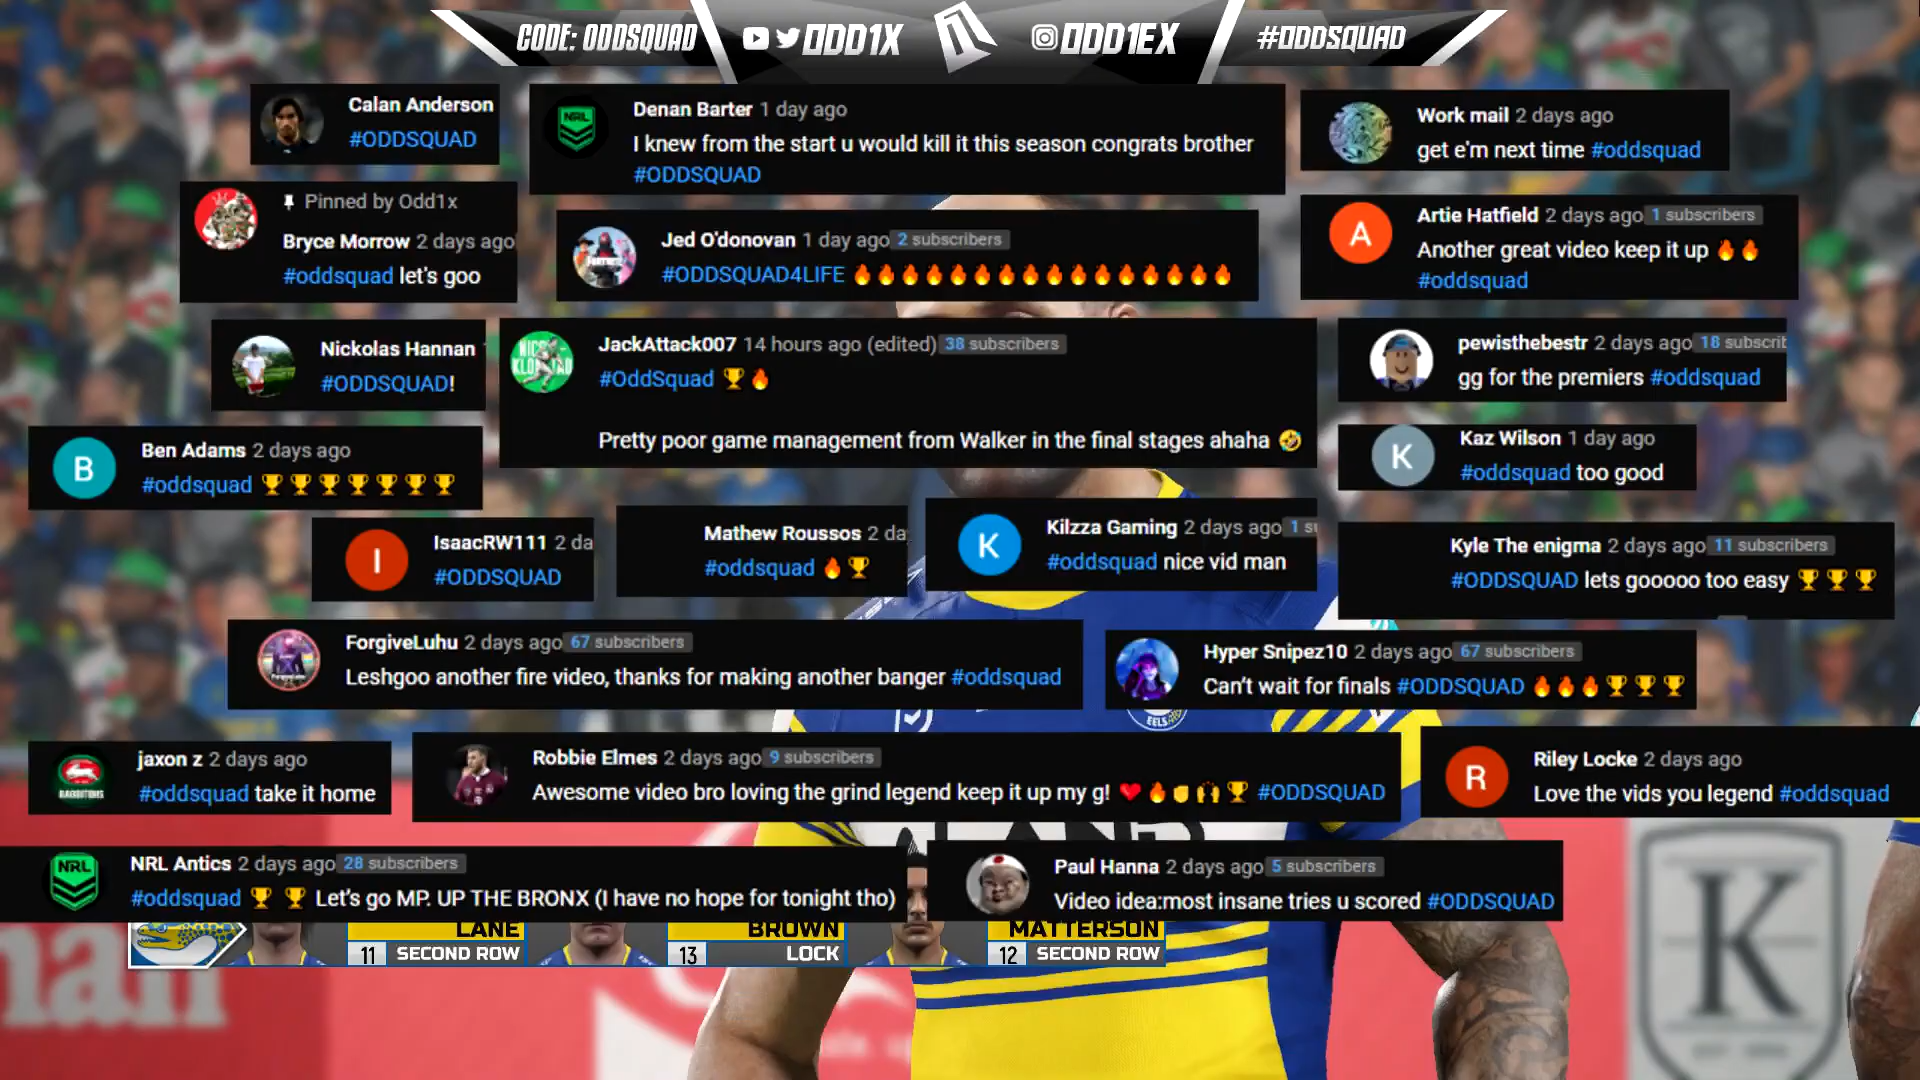 CODE: ODDSQUAD
ODD1X
ODD1EX
#ODDSQUAD
Calan Anderson
#ODDSQUAD
Denan Barter 1 day ago
I knew from the start u would kill it this season congrats brother
#ODDSQUAD
Work mail 2 days ago
get e'm next time #oddsquad
Pinned by Odd1x
Bryce Morrow 2 days ago
#oddsquad let's goo
Jed O'donovan 1 day ago 2 subscribers
#ODDSQUAD4LIFE 🔥🔥🔥🔥🔥🔥🔥🔥🔥🔥🔥🔥🔥🔥🔥🔥
Artie Hatfield 2 days ago 1 subscribers
Another great video keep it up 🔥🔥
#oddsquad
A
Nickolas Hannan
#ODDSQUAD!
JackAttack007 14 hours ago (edited) 38 subscribers
#OddSquad 🏆🔥
Pretty poor game management from Walker in the final stages ahaha 🤣
pewisthebestr 2 days ago 18 subscrib
gg for the premiers #oddsquad
B
Ben Adams 2 days ago
#oddsquad 🏆🏆🏆🏆🏆🏆🏆
K
Kaz Wilson 1 day ago
#oddsquad too good
I
IsaacRW111 2 da
#ODDSQUAD
Mathew Roussos 2 da
#oddsquad 🔥🏆
K
Kilzza Gaming 2 days ago 1 su
#oddsquad nice vid man
Kyle The enigma 2 days ago 11 subscribers
#ODDSQUAD lets gooooo too easy 🏆🏆🏆
ForgiveLuhu 2 days ago 67 subscribers
Leshgoo another fire video, thanks for making another banger #oddsquad
Hyper Snipez10 2 days ago 67 subscribers
Can't wait for finals #ODDSQUAD 🔥🔥🔥🏆🏆🏆
EELS
jaxon z 2 days ago
#oddsquad take it home
Robbie Elmes 2 days ago 9 subscribers
Awesome video bro loving the grind legend keep it up my g! ❤️🔥✊🙌🏆 #ODDSQUAD
R
Riley Locke 2 days ago
Love the vids you legend #oddsquad
NRL
NRL Antics 2 days ago 28 subscribers
#oddsquad 🏆 🏆 Let's go MP. UP THE BRONX (I have no hope for tonight tho)
Paul Hanna 2 days ago 5 subscribers
Video idea:most insane tries u scored #ODDSQUAD
LANE
11 SECOND ROW
BROWN
13 LOCK
MATTERSON
12 SECOND ROW
K